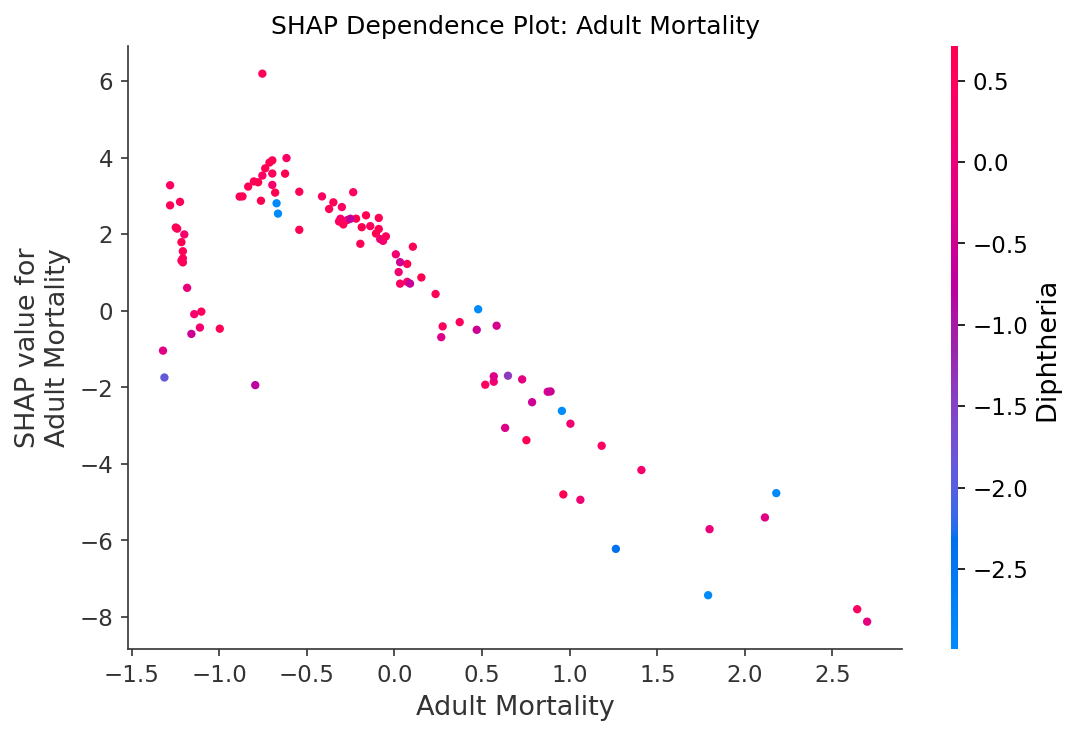 SHAP Dependence Plot: Adult Mortality
6
4
2
0
−2
−4
−6
−8
SHAP value for
Adult Mortality
−1.5 −1.0 −0.5 0.0 0.5 1.0 1.5 2.0 2.5
Adult Mortality
0.5
0.0
−0.5
−1.0
−1.5
−2.0
−2.5
Diphtheria